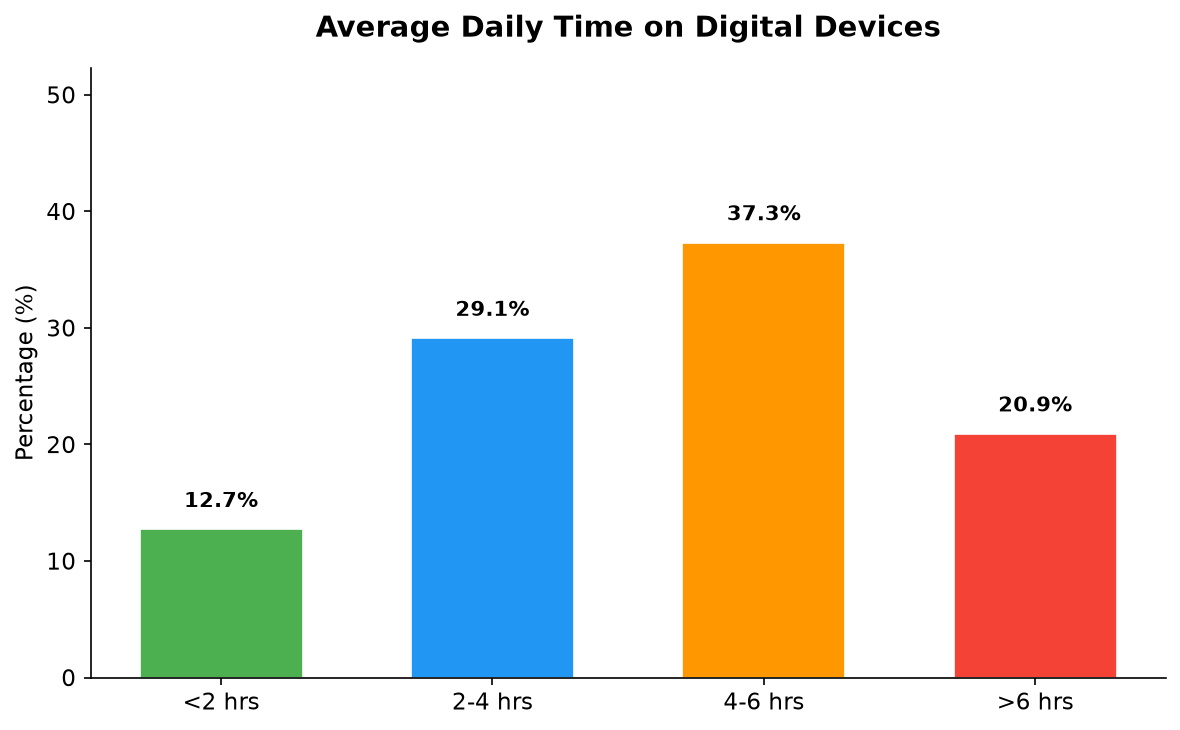 Average Daily Time on Digital Devices
Percentage (%)
50
40
30
20
10
0
12.7%
29.1%
37.3%
20.9%
<2 hrs
2-4 hrs
4-6 hrs
>6 hrs